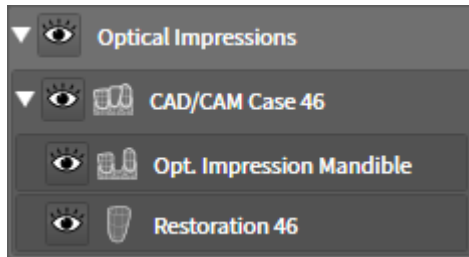 Optical Impressions
CAD/CAM Case 46
Opt. Impression Mandible
Restoration 46